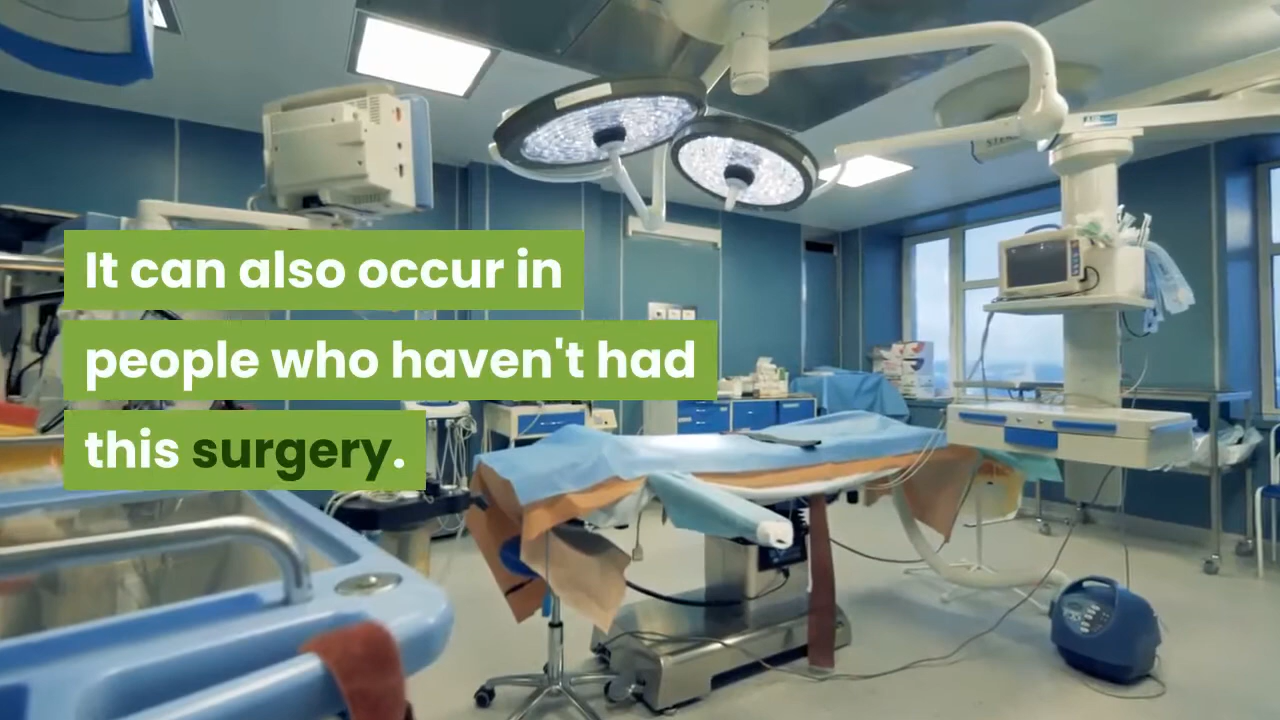 It can also occur in
people who haven't had
this surgery.